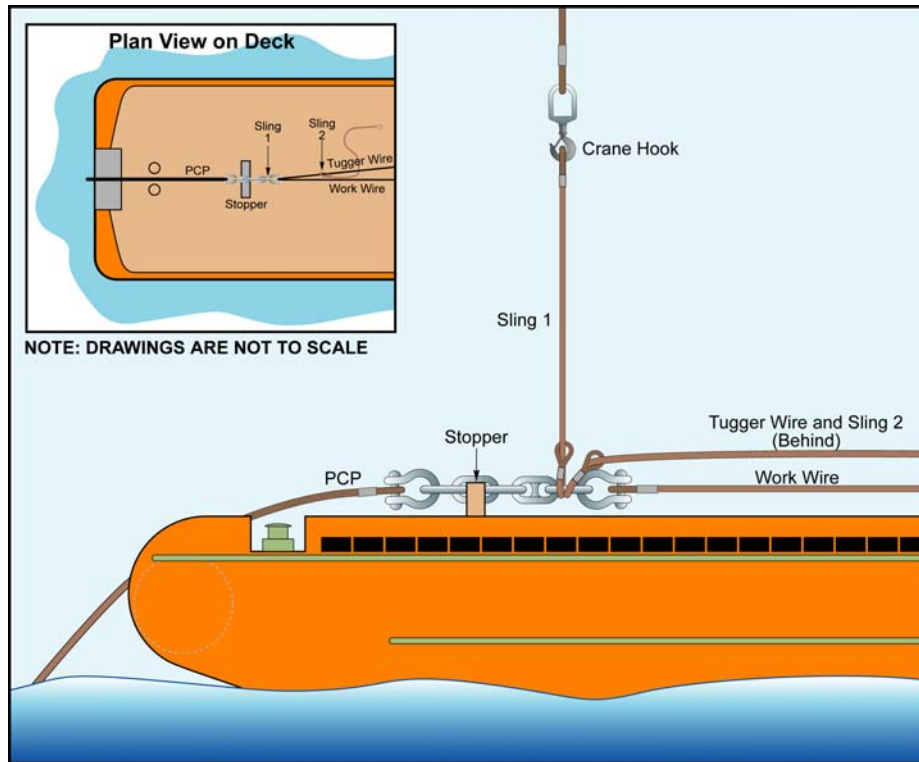 Plan View on Deck
Sling
1
Sling
2
PCP
Tugger Wire
Work Wire
Stopper
NOTE: DRAWINGS ARE NOT TO SCALE
Crane Hook
Sling 1
Tugger Wire and Sling 2
(Behind)
Stopper
PCP
Work Wire